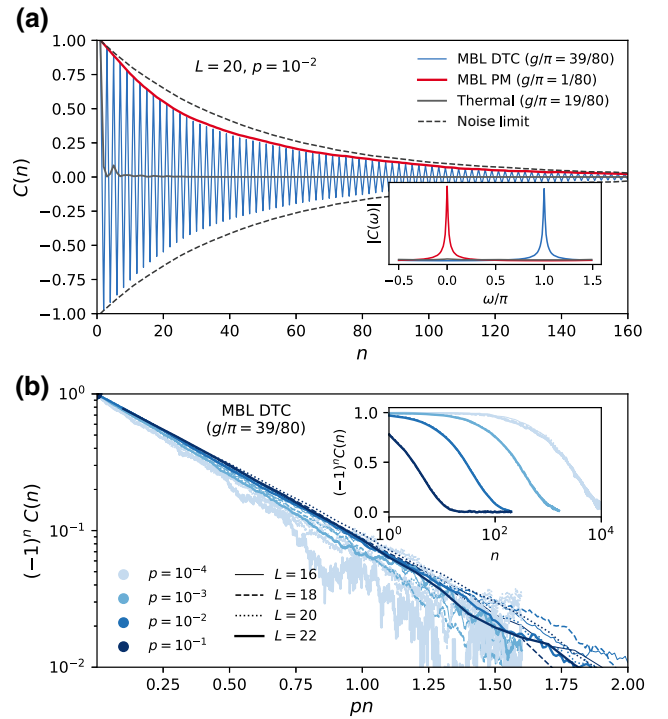 (a)
1.00
0.75
0.50
0.25
0.00
−0.25
−0.50
−0.75
−1.00
C(n)
L = 20, p = 10⁻²
MBL DTC (g/π = 39/80)
MBL PM (g/π = 1/80)
Thermal (g/π = 19/80)
Noise limit
|C(ω)|
−0.5 0.0 0.5 1.0 1.5
ω/π
0 20 40 60 80 100 120 140 160
n
(b)
10⁰
10⁻¹
10⁻²
(−1)ⁿ C(n)
MBL DTC
(g/π = 39/80)
1.0
0.5
0.0
(−1)ⁿC(n)
10⁰ 10² 10⁴
n
p = 10⁻⁴ L = 16
p = 10⁻³ L = 18
p = 10⁻² L = 20
p = 10⁻¹ L = 22
0.25 0.50 0.75 1.00 1.25 1.50 1.75 2.00
pn